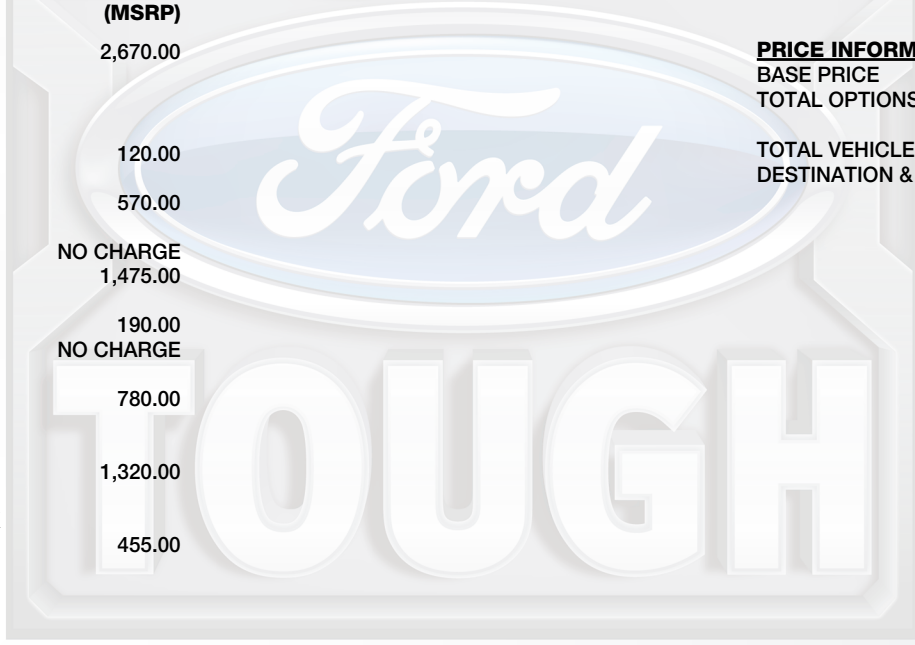 (MSRP)
2,670.00
120.00
570.00
NO CHARGE
1,475.00
190.00
NO CHARGE
780.00
1,320.00
455.00
PRICE INFORM
BASE PRICE
TOTAL OPTIONS
TOTAL VEHICLE
DESTINATION &
Ford
TOUGH